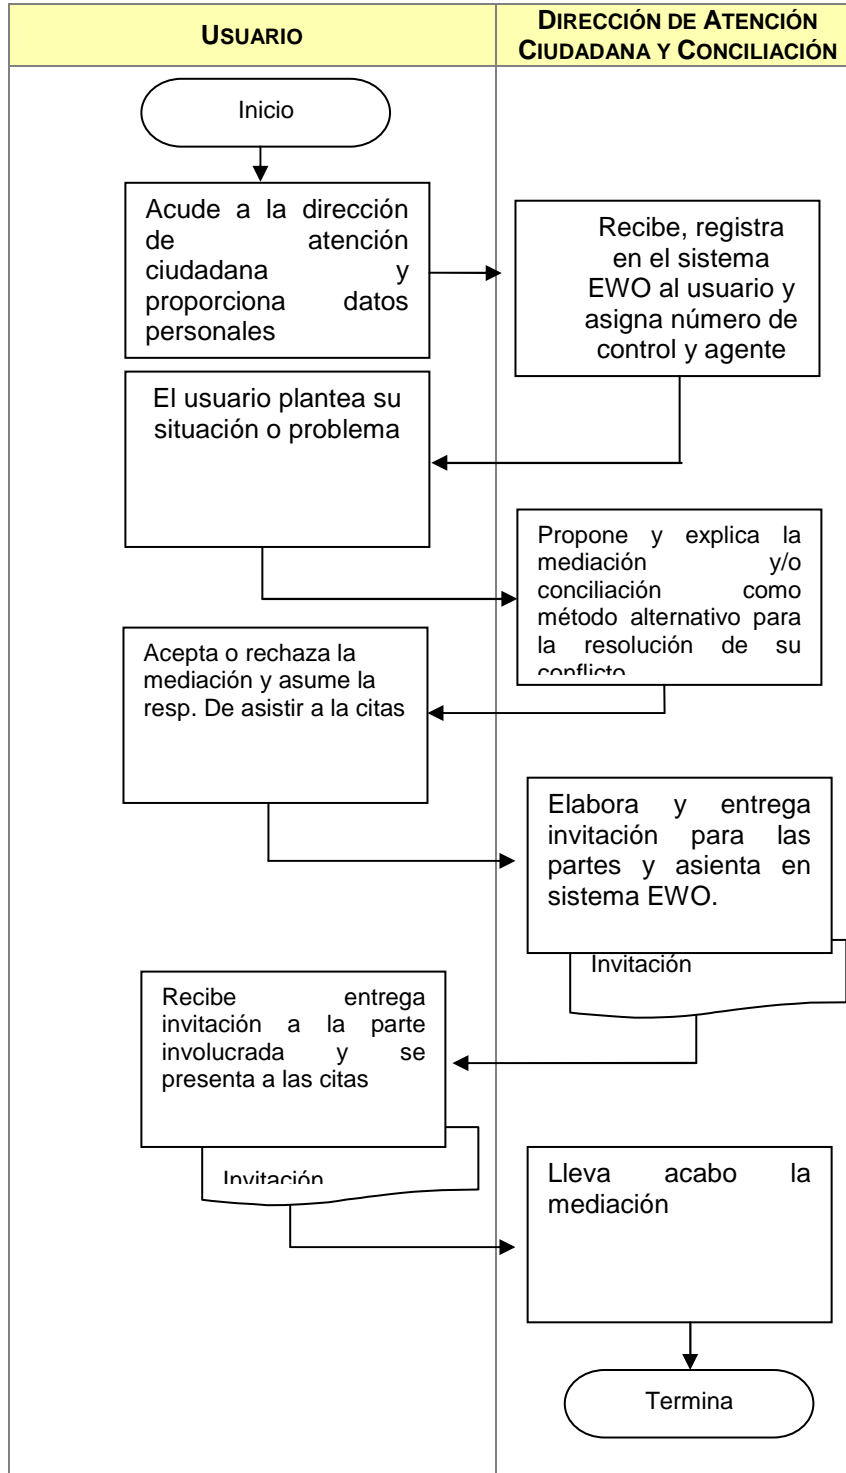 USUARIO
DIRECCIÓN DE ATENCIÓN
CIUDADANA Y CONCILIACIÓN
Inicio
Acude a la dirección
de atención
ciudadana y
proporciona datos
personales
Recibe, registra
en el sistema
EWO al usuario y
asigna número de
control y agente
El usuario plantea su
situación o problema
Propone y explica la
mediación y/o
conciliación como
método alternativo para
la resolución de su
conflicto
Acepta o rechaza la
mediación y asume la
resp. De asistir a la citas
Elabora y entrega
invitación para las
partes y asienta en
sistema EWO.
Invitación
Recibe entrega
invitación a la parte
involucrada y se
presenta a las citas
Invitación
Lleva acabo la
mediación
Termina